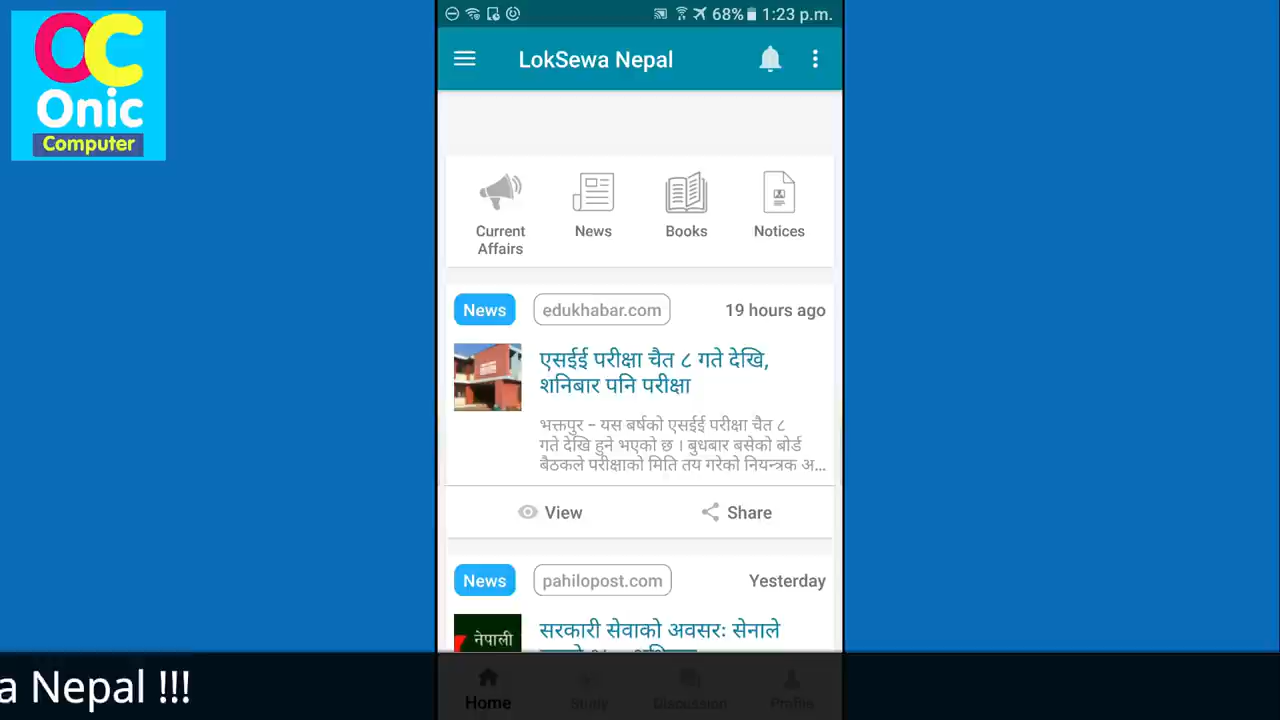 OC
Onic
Computer
68% 1:23 p.m.
LokSewa Nepal
Current
Affairs
News
Books
Notices
News edukhabar.com 19 hours ago
एसईई परीक्षा चैत ८ गते देखि,
शनिबार पनि परीक्षा
भक्तपुर – यस बर्षको एसईई परीक्षा चैत ८
गते देखि हुने भएको छ । बुधबार बसेको बोर्ड
बैठकले परीक्षाको मिति तय गरेको नियन्त्रक अ...
View Share
News pahilopost.com Yesterday
नेपाली
सरकारी सेवाको अवसरः सेनाले
a Nepal !!!
Home Study Discussion Profile